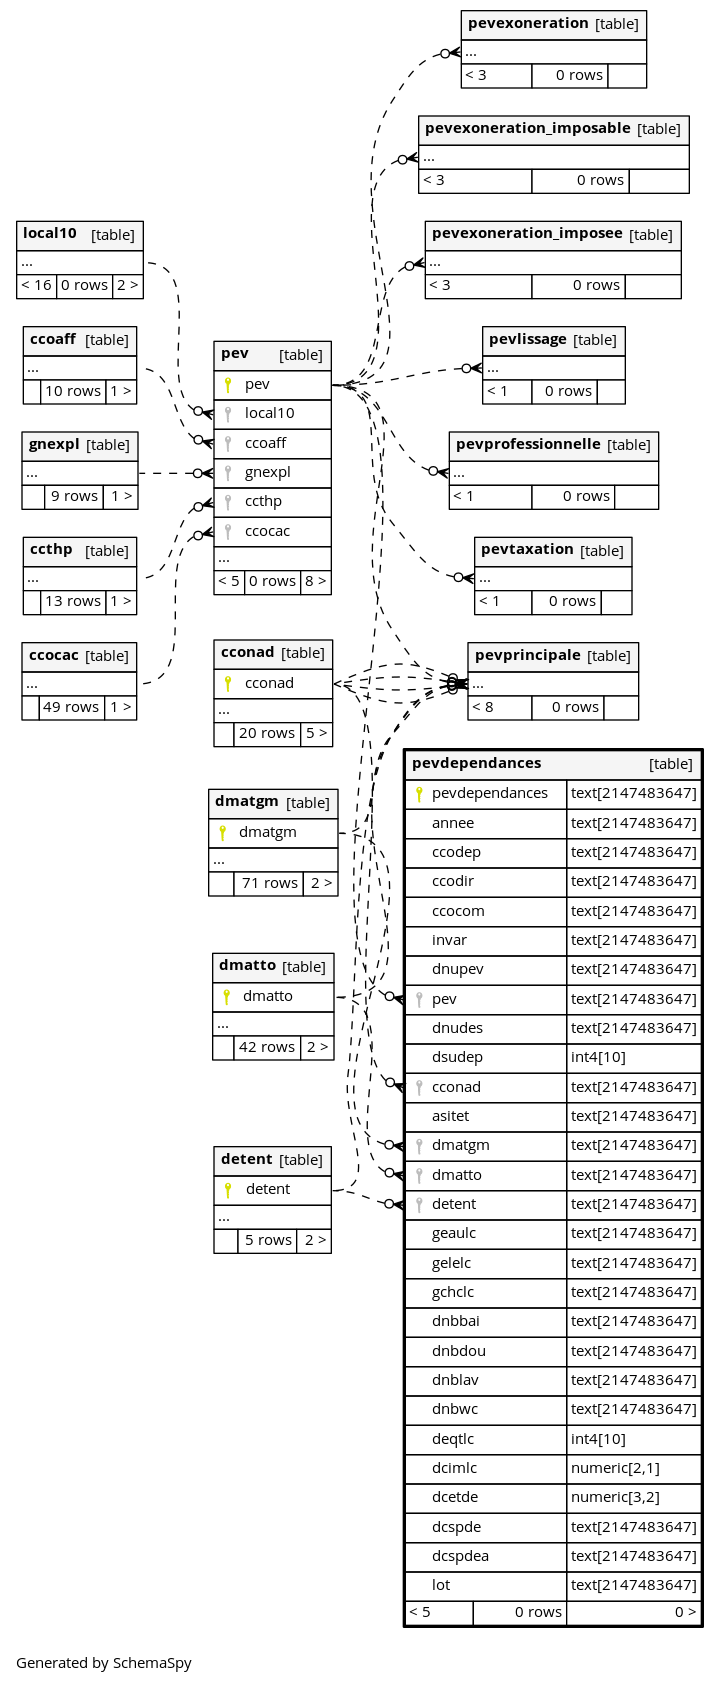 pevexoneration [table]
...
< 3 0 rows
pevexoneration_imposable [table]
...
< 3 0 rows
pevexoneration_imposee [table]
...
< 3 0 rows
local10 [table]
...
< 16 0 rows 2 >
ccoaff [table]
...
10 rows 1 >
gnexpl [table]
...
9 rows 1 >
ccthp [table]
...
13 rows 1 >
ccocac [table]
...
49 rows 1 >
pev [table]
pev
local10
ccoaff
gnexpl
ccthp
ccocac
...
< 5 0 rows 8 >
pevlissage [table]
...
< 1 0 rows
pevprofessionnelle [table]
...
< 1 0 rows
pevtaxation [table]
...
< 1 0 rows
pevprincipale [table]
...
< 8 0 rows
cconad [table]
cconad
...
20 rows 5 >
dmatgm [table]
dmatgm
...
71 rows 2 >
dmatto [table]
dmatto
...
42 rows 2 >
detent [table]
detent
...
5 rows 2 >
pevdependances [table]
pevdependances text[2147483647]
annee text[2147483647]
ccodep text[2147483647]
ccodir text[2147483647]
ccocom text[2147483647]
invar text[2147483647]
dnupev text[2147483647]
pev text[2147483647]
dnudes text[2147483647]
dsudep int4[10]
cconad text[2147483647]
asitet text[2147483647]
dmatgm text[2147483647]
dmatto text[2147483647]
detent text[2147483647]
geaulc text[2147483647]
gelelc text[2147483647]
gchclc text[2147483647]
dnbbai text[2147483647]
dnbdou text[2147483647]
dnblav text[2147483647]
dnbwc text[2147483647]
deqtlc int4[10]
dcimlc numeric[2,1]
dcetde numeric[3,2]
dcspde text[2147483647]
dcspdea text[2147483647]
lot text[2147483647]
< 5 0 rows 0 >
Generated by SchemaSpy